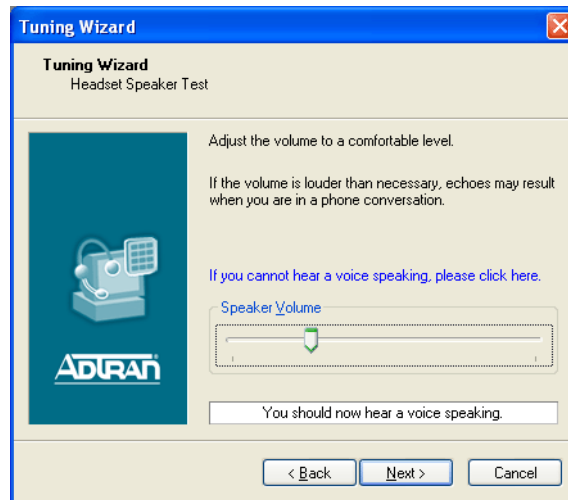 Tuning Wizard
Tuning Wizard
Headset Speaker Test
Adjust the volume to a comfortable level.
If the volume is louder than necessary, echoes may result
when you are in a phone conversation.
If you cannot hear a voice speaking, please click here.
Speaker Volume
ADTRAN
You should now hear a voice speaking.
< Back
Next >
Cancel